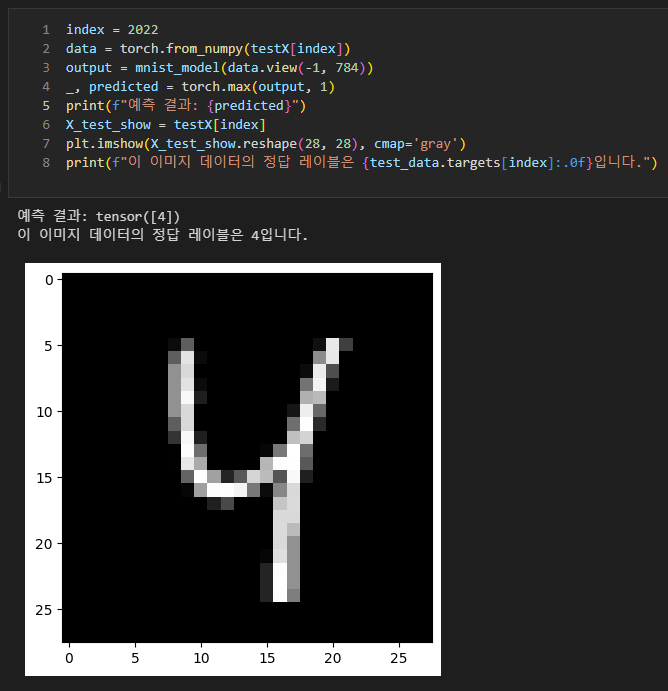 1 index = 2022
2 data = torch.from_numpy(testX[index])
3 output = mnist_model(data.view(-1, 784))
4 _, predicted = torch.max(output, 1)
5 print(f"예측 결과: {predicted}")
6 X_test_show = testX[index]
7 plt.imshow(X_test_show.reshape(28, 28), cmap='gray')
8 print(f"이 이미지 데이터의 정답 레이블은 {test_data.targets[index]:.0f}입니다.")
예측 결과: tensor([4])
이 이미지 데이터의 정답 레이블은 4입니다.
0
5
10
15
20
25
4
0 5 10 15 20 25